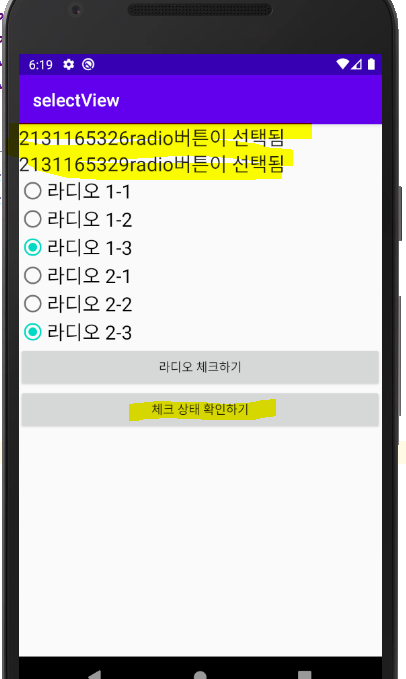 6:19
selectView
2131165326radio버튼이 선택됨
2131165329radio버튼이 선택됨
라디오 1-1
라디오 1-2
라디오 1-3
라디오 2-1
라디오 2-2
라디오 2-3
라디오 체크하기
체크 상태 확인하기